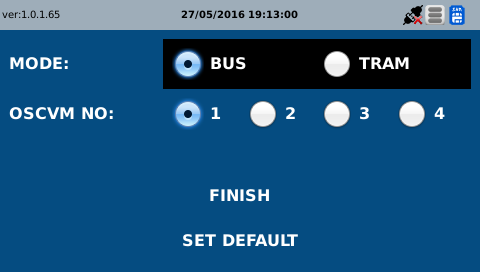 ver:1.0.1.65 27/05/2016 19:13:00
MODE: BUS TRAM
OSCVM NO: 1 2 3 4
FINISH
SET DEFAULT